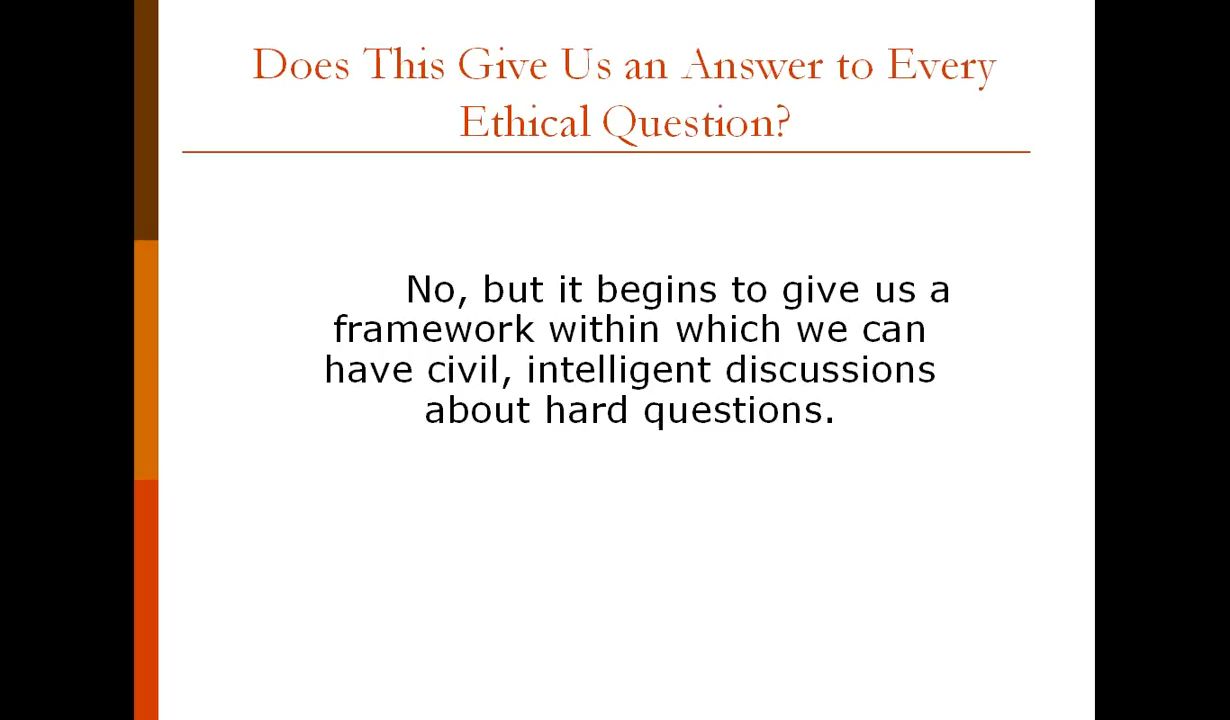 Does This Give Us an Answer to Every
Ethical Question?
No, but it begins to give us a
framework within which we can
have civil, intelligent discussions
about hard questions.